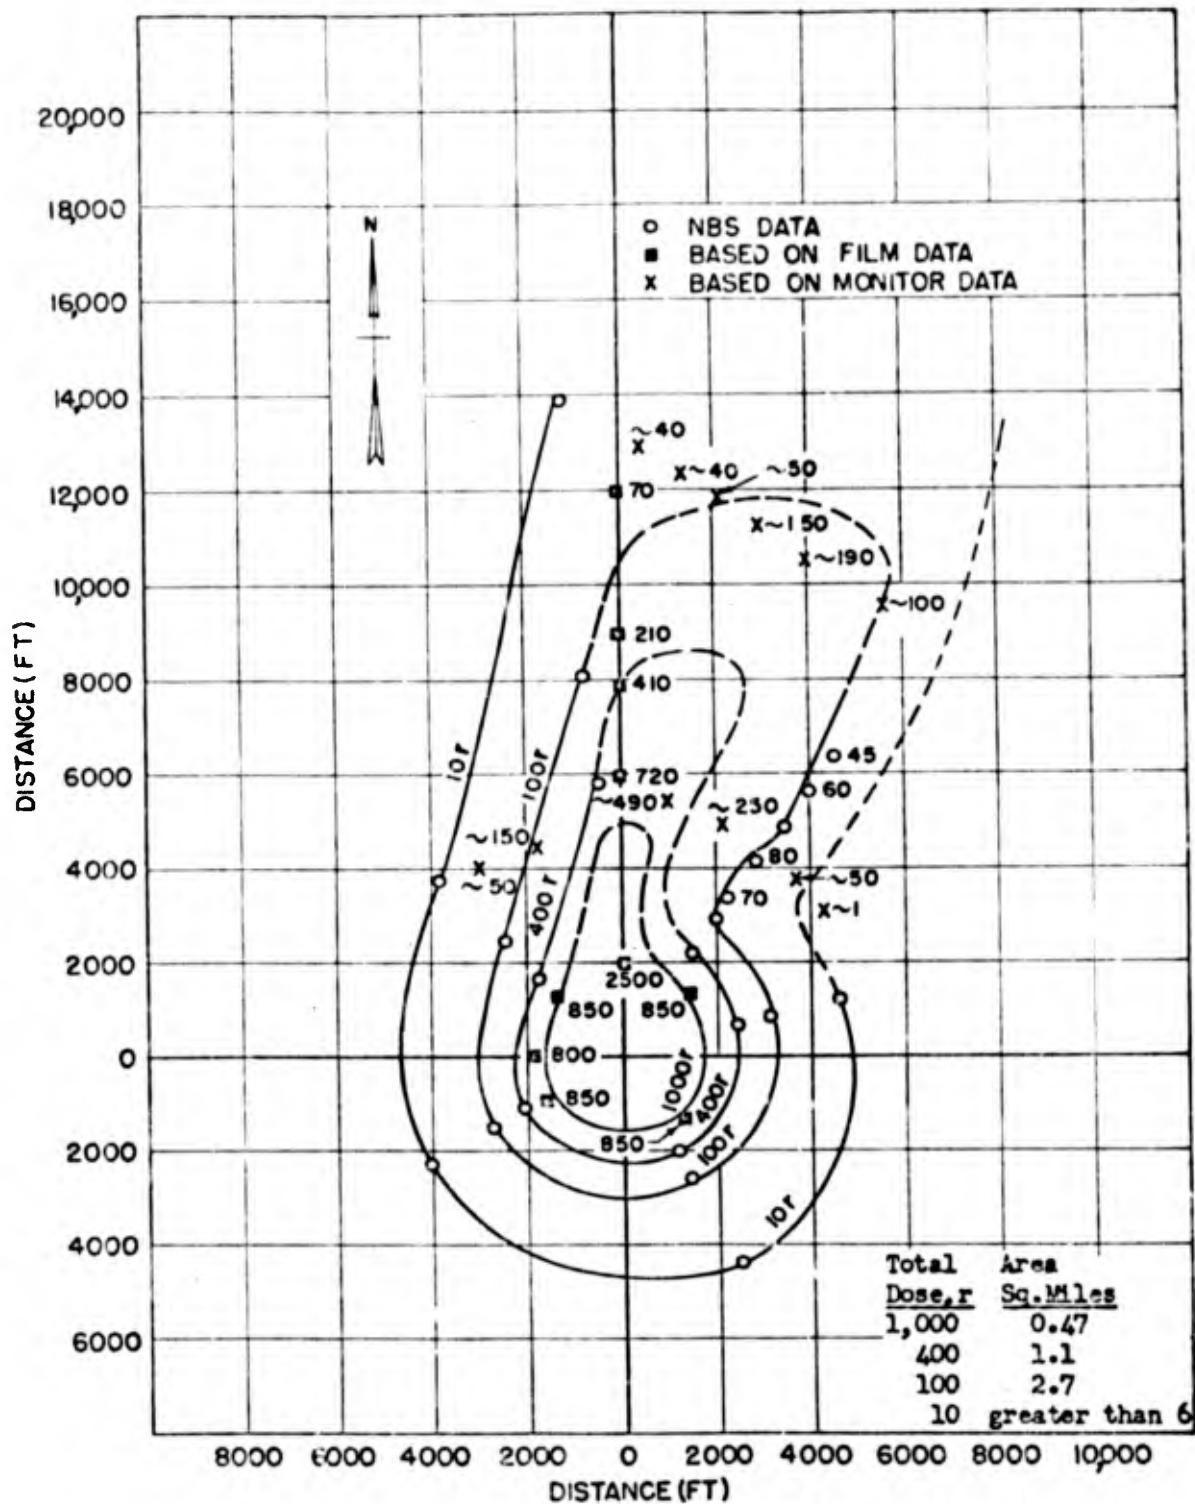 20,000
18,000
N
○ NBS DATA
■ BASED ON FILM DATA
x BASED ON MONITOR DATA
16,000
14,000
~40
~40
~50
12,000
70
~150
~190
10,000
~100
210
8000
410
45
10r
100r
6000
720
60
~490
~230
~150
80
4000
~50
~50
400r
70
~1
2000
2500
850
850
0
800
850
1000r
400r
850
100r
2000
10r
4000
6000
Total Area
Dose,r Sq.Miles
1,000 0.47
400 1.1
100 2.7
10 greater than 6
8000 6000 4000 2000 0 2000 4000 6000 8000 10,000
DISTANCE (FT)
DISTANCE (FT)